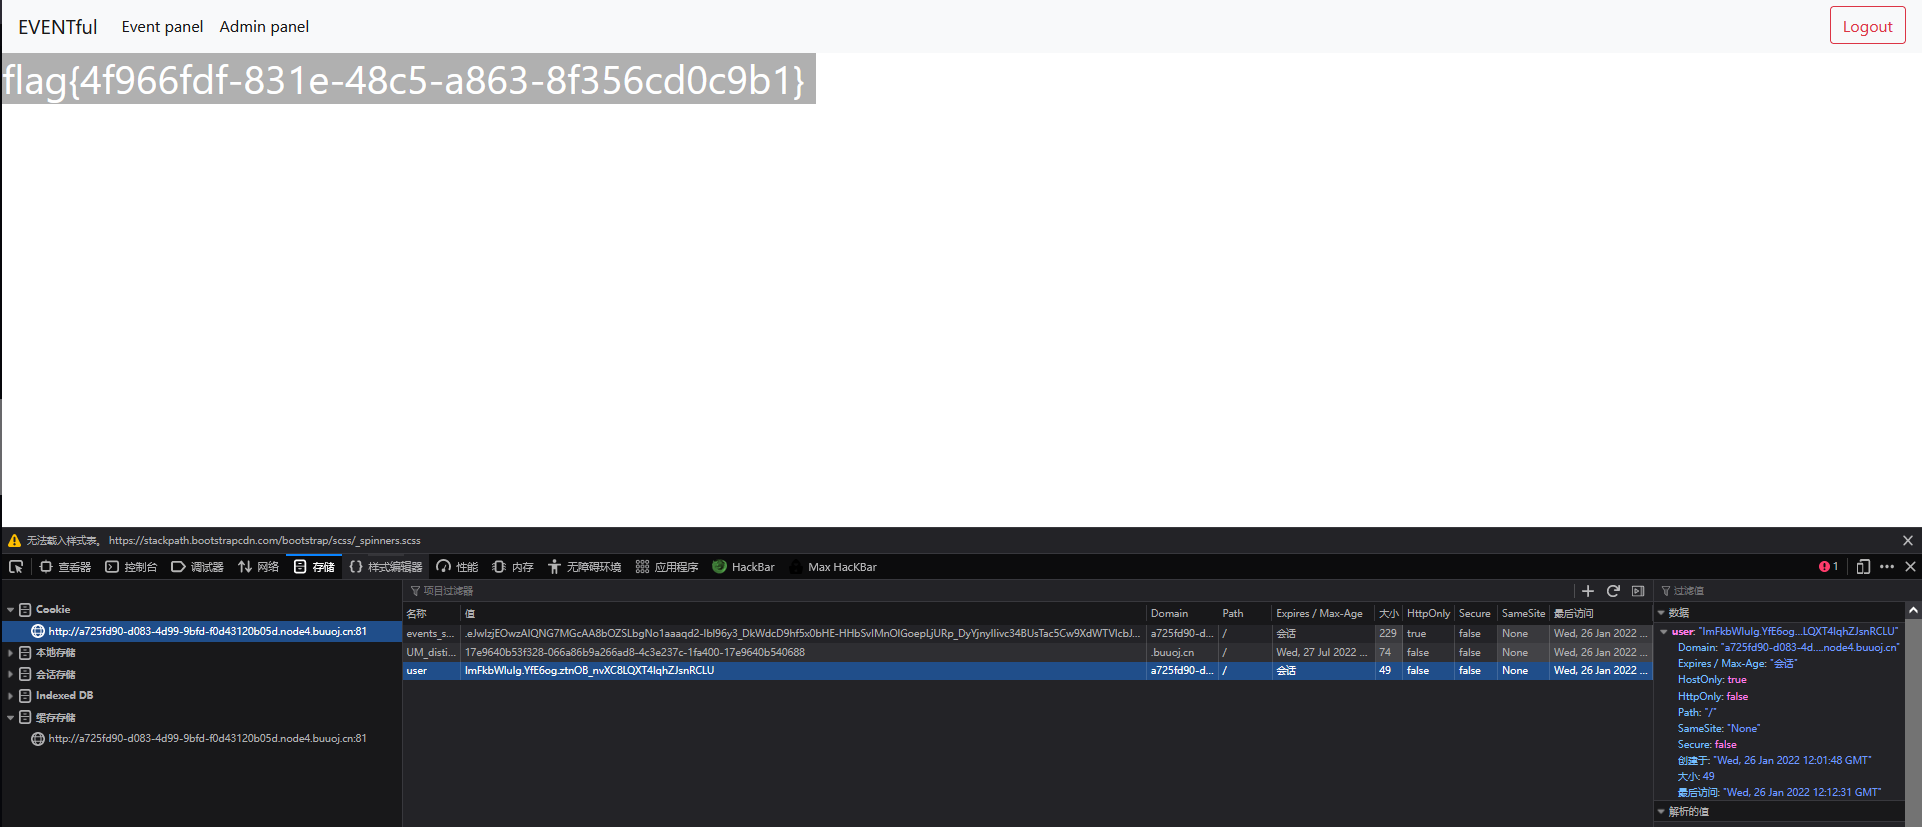 EVENTful Event panel Admin panel Logout
flag{4f966fdf-831e-48c5-a863-8f356cd0c9b1}
无法载入样式表。 https://stackpath.bootstrapcdn.com/bootstrap/scss/_spinners.scss
查看器 控制台 调试器 网络 存储 样式编辑器 性能 内存 无障碍环境 应用程序 HackBar Max HacKBar 1
项目过滤器
过滤值
Cookie
http://a725fd90-d083-4d99-9bfd-f0d43120b05d.node4.buuoj.cn:81
本地存储
会话存储
Indexed DB
缓存存储
http://a725fd90-d083-4d99-9bfd-f0d43120b05d.node4.buuoj.cn:81
名称 值 Domain Path Expires / Max-Age 大小 HttpOnly Secure SameSite 最后访问
events_s... a725fd90-d... / 会话 229 true false None Wed, 26 Jan 2022 ...
UM_disti... 17e9640b53f328-066a86b9a266ad8-4c3e237c-1fa400-17e9640b540688 .buuoj.cn / Wed, 27 Jul 2022 ... 74 false false None Wed, 26 Jan 2022 ...
user ImFkbWluIg.YfE6og.ztnOB_nvXC8LQXT4IqhZJsnRCLU a725fd90-d... / 会话 49 false false None Wed, 26 Jan 2022 ...
数据
user: "ImFkbWluIg.YfE6og...LQXT4IqhZJsnRCLU"
Domain: "a725fd90-d083-4d....node4.buuoj.cn"
Expires / Max-Age: "会话"
HostOnly: true
HttpOnly: false
Path: "/"
SameSite: "None"
Secure: false
创建于: "Wed, 26 Jan 2022 12:01:48 GMT"
大小: 49
最后访问: "Wed, 26 Jan 2022 12:12:31 GMT"
解析的值